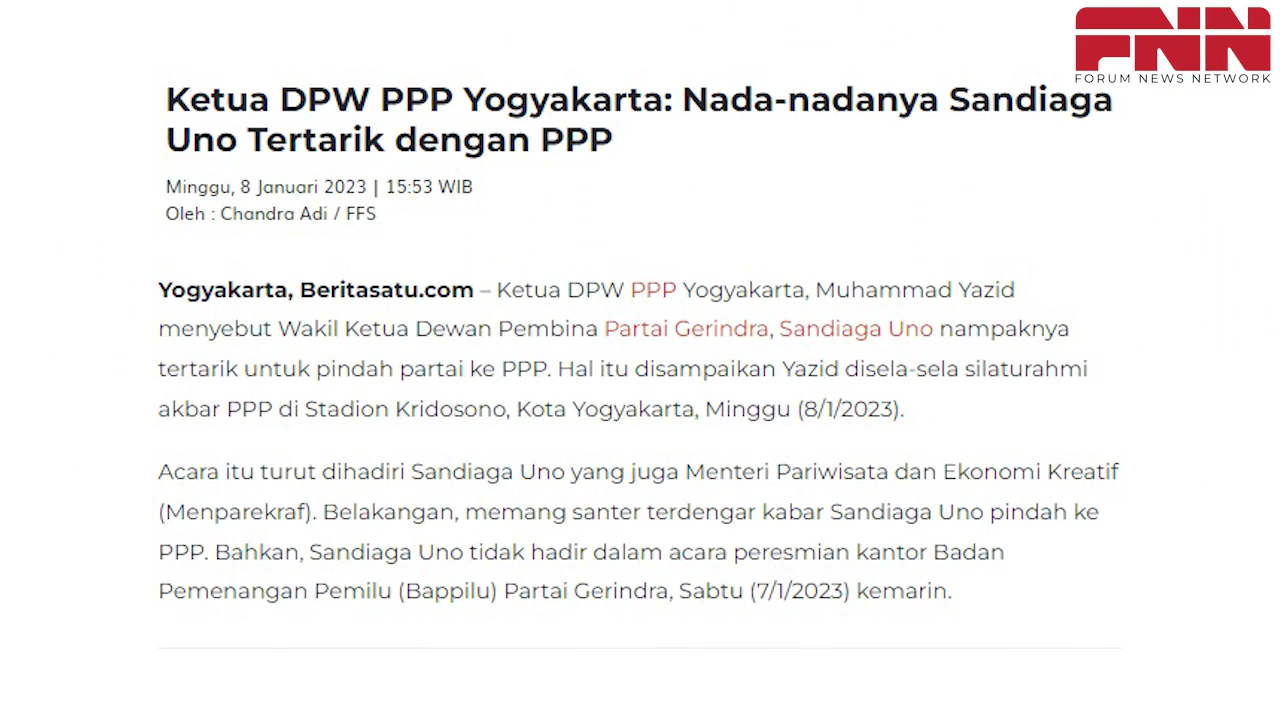 FNN
FORUM NEWS NETWORK
Ketua DPW PPP Yogyakarta: Nada-nadanya Sandiaga
Uno Tertarik dengan PPP
Minggu, 8 Januari 2023 | 15:53 WIB
Oleh : Chandra Adi / FFS
Yogyakarta, Beritasatu.com – Ketua DPW PPP Yogyakarta, Muhammad Yazid
menyebut Wakil Ketua Dewan Pembina Partai Gerindra, Sandiaga Uno nampaknya
tertarik untuk pindah partai ke PPP. Hal itu disampaikan Yazid disela-sela silaturahmi
akbar PPP di Stadion Kridosono, Kota Yogyakarta, Minggu (8/1/2023).
Acara itu turut dihadiri Sandiaga Uno yang juga Menteri Pariwisata dan Ekonomi Kreatif
(Menparekraf). Belakangan, memang santer terdengar kabar Sandiaga Uno pindah ke
PPP. Bahkan, Sandiaga Uno tidak hadir dalam acara peresmian kantor Badan
Pemenangan Pemilu (Bappilu) Partai Gerindra, Sabtu (7/1/2023) kemarin.